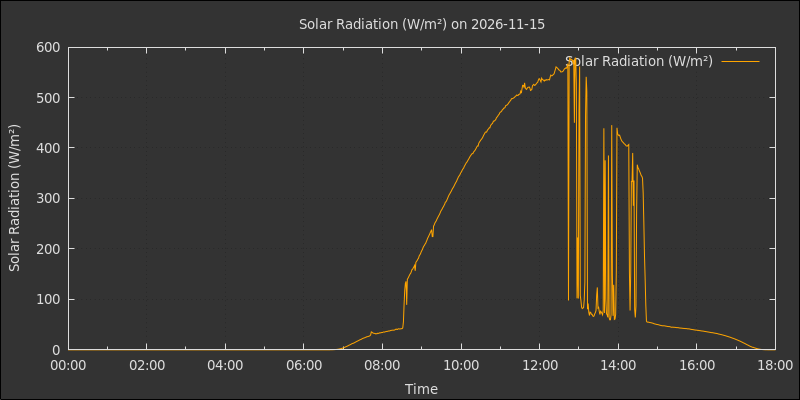 Solar Radiation (W/m²) on 2026-11-15
Solar Radiation (W/m²)
Solar Radiation (W/m²)
600
500
400
300
200
100
0
00:00 02:00 04:00 06:00 08:00 10:00 12:00 14:00 16:00 18:00
Time